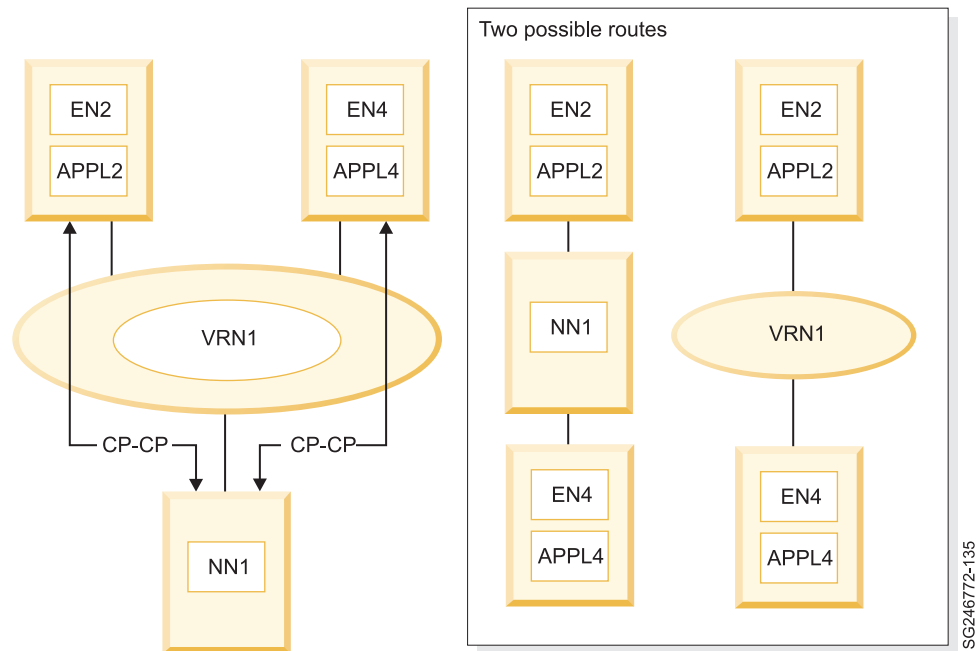 EN2
APPL2
EN4
APPL4
VRN1
CP-CP
CP-CP
NN1
Two possible routes
EN2
APPL2
NN1
EN4
APPL4
EN2
APPL2
VRN1
EN4
APPL4
SG246772-135